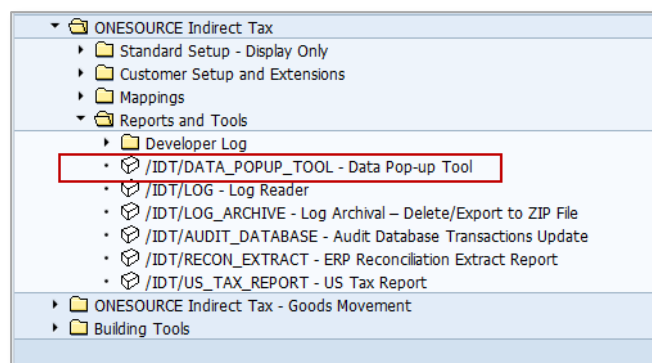 ONESOURCE Indirect Tax
Standard Setup - Display Only
Customer Setup and Extensions
Mappings
Reports and Tools
Developer Log
/IDT/DATA_POPUP_TOOL - Data Pop-up Tool
/IDT/LOG - Log Reader
/IDT/LOG_ARCHIVE - Log Archival – Delete/Export to ZIP File
/IDT/AUDIT_DATABASE - Audit Database Transactions Update
/IDT/RECON_EXTRACT - ERP Reconciliation Extract Report
/IDT/US_TAX_REPORT - US Tax Report
ONESOURCE Indirect Tax - Goods Movement
Building Tools